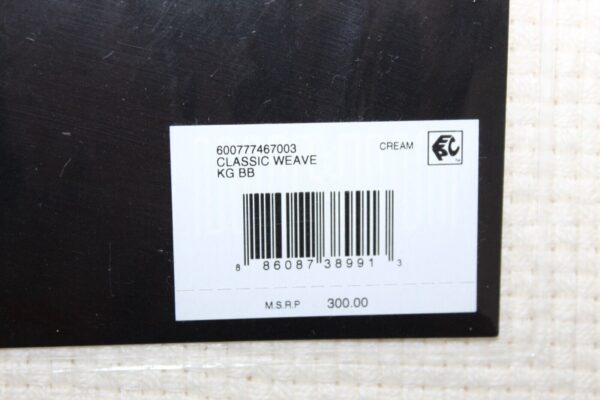 600777467003
CREAM
CLASSIC WEAVE
KG BB
8 86087 38991 3
M.S.R.P 300.00